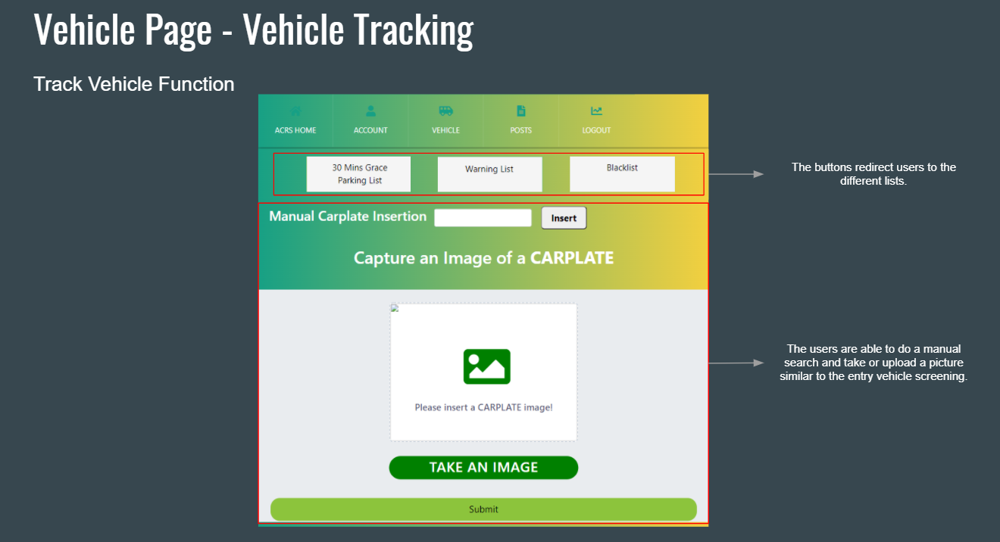 Vehicle Page - Vehicle Tracking
Track Vehicle Function
ACRS HOME
ACCOUNT
VEHICLE
POSTS
LOGOUT
30 Mins Grace
Parking List
Warning List
Blacklist
The buttons redirect users to the
different lists.
Manual Carplate Insertion
Insert
Capture an Image of a CARPLATE
Please insert a CARPLATE image!
The users are able to do a manual
search and take or upload a picture
similar to the entry vehicle screening.
TAKE AN IMAGE
Submit